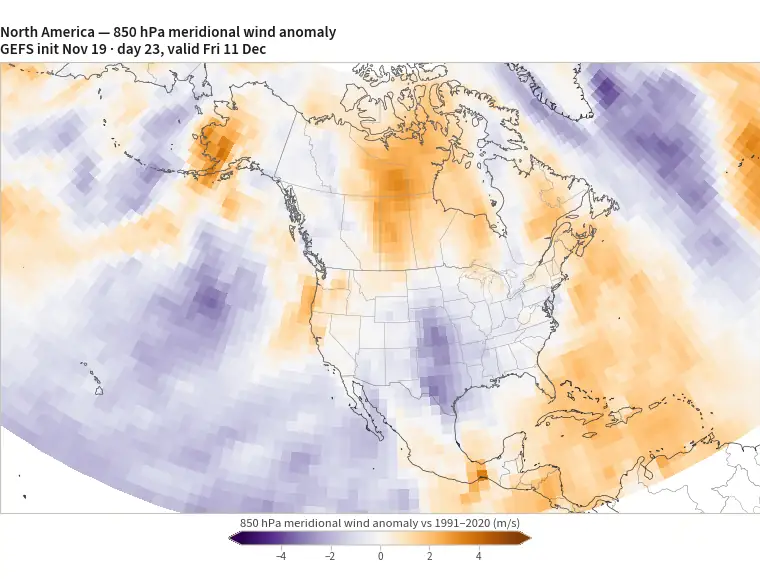 North America — 850 hPa meridional wind anomaly
GEFS init Nov 19 · day 23, valid Fri 11 Dec
850 hPa meridional wind anomaly vs 1991–2020 (m/s)
−4 −2 0 2 4